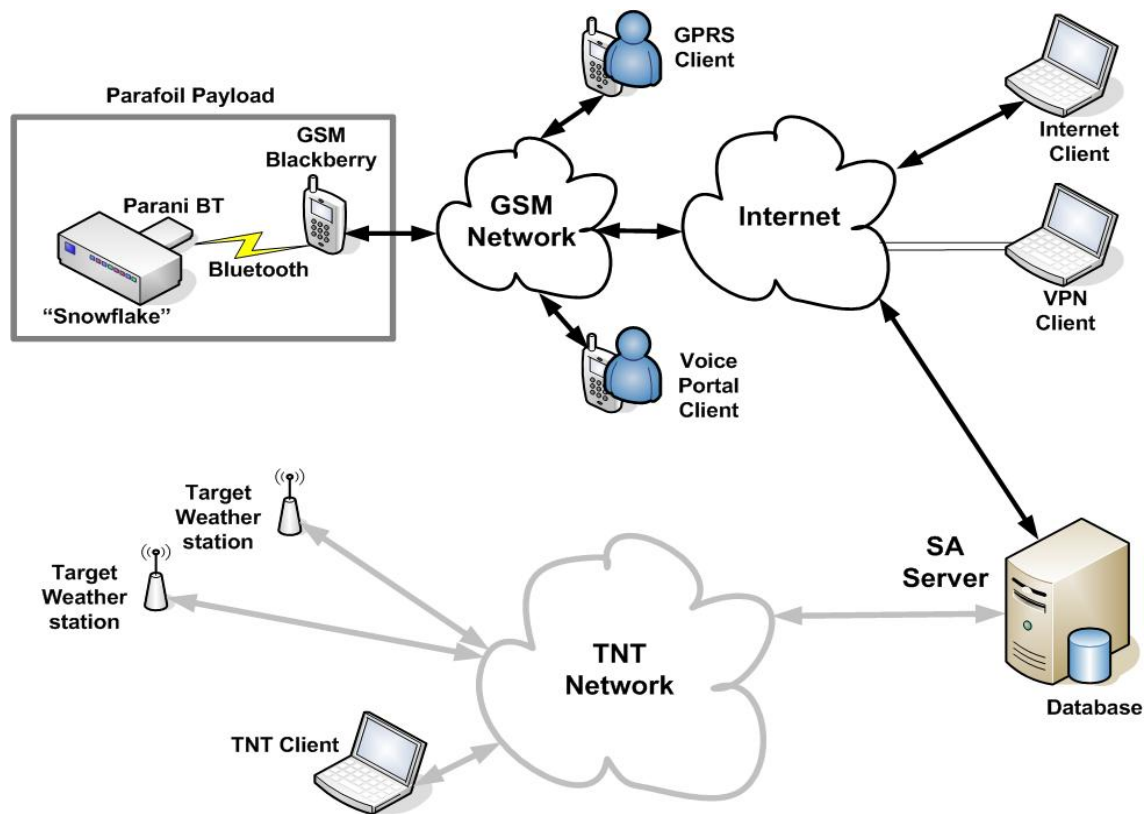 GPRS
Client
Parafoil Payload
GSM
Blackberry
Parani BT
Bluetooth
“Snowflake”
GSM
Network
Internet
Internet
Client
VPN
Client
Voice
Portal
Client
Target
Weather
station
Target
Weather
station
SA
Server
TNT
Network
Database
TNT Client